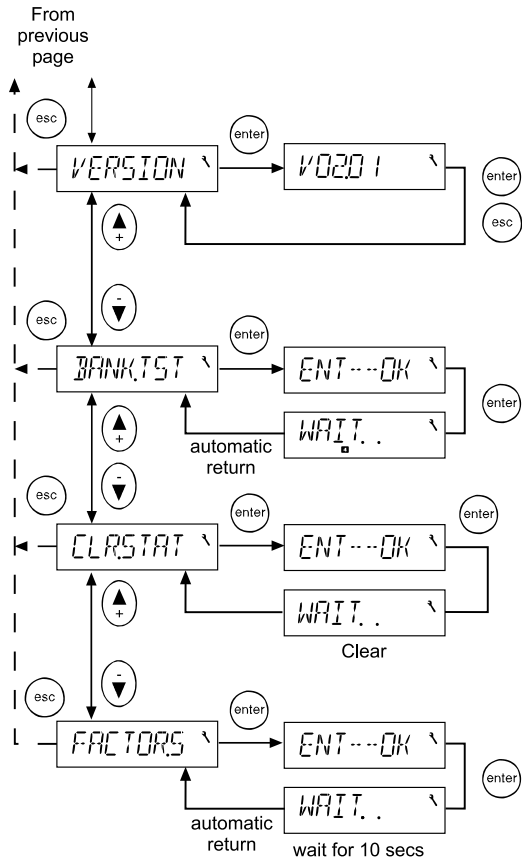 From
previous
page
esc
enter
VERSION
V02.01
enter
esc
+
-
esc
enter
BANK.TST
ENT---OK
enter
WAIT..
4
automatic
return
+
-
esc
enter
enter
CLR.STAT
ENT---OK
+
WAIT..
Clear
-
esc
enter
FACTOR.S
ENT---OK
enter
WAIT..
automatic
return
wait for 10 secs